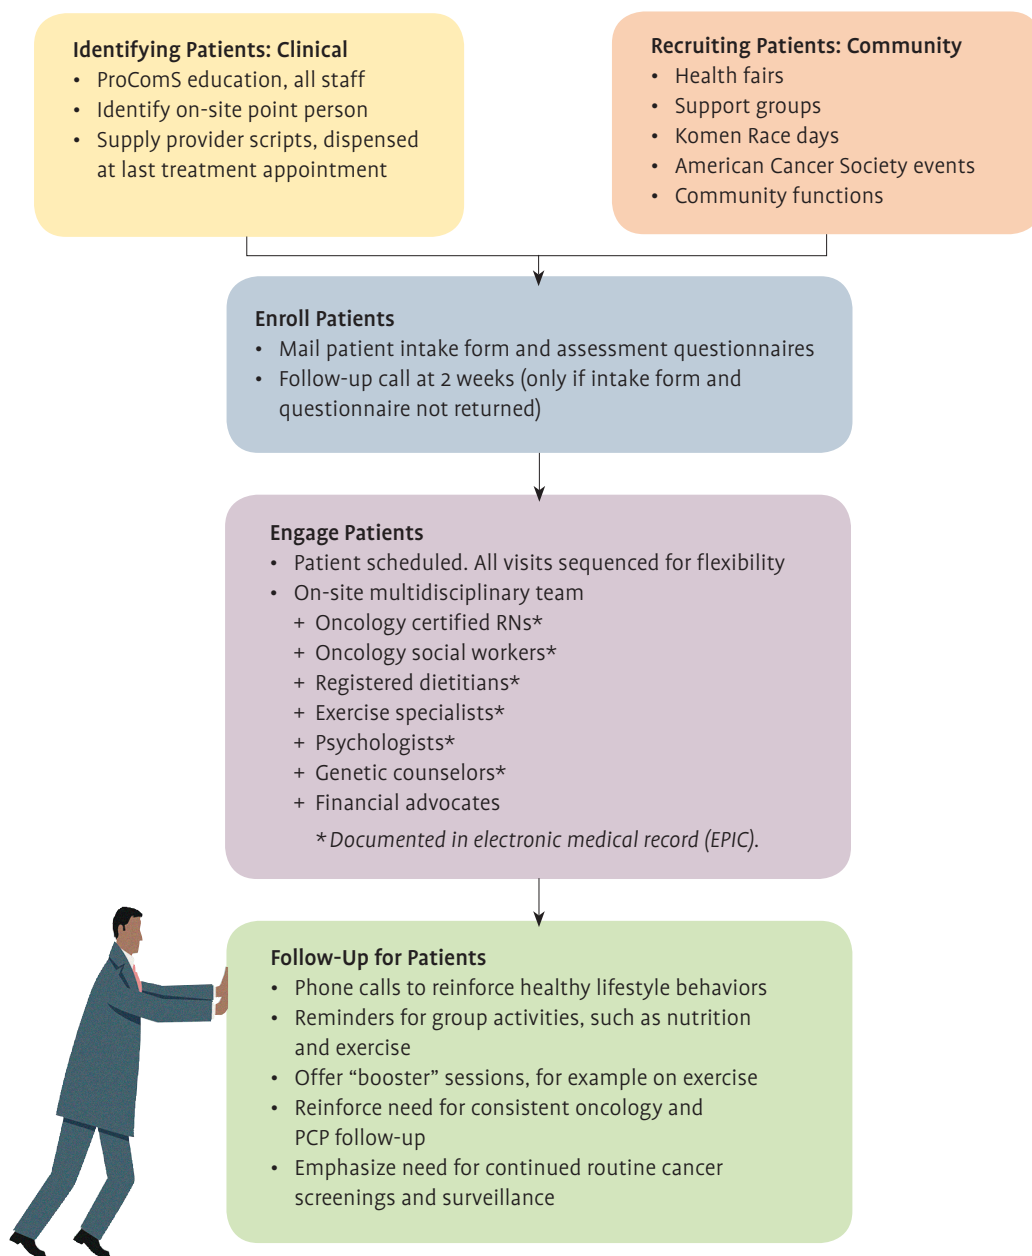 Identifying Patients: Clinical
• ProComS education, all staff
• Identify on-site point person
• Supply provider scripts, dispensed
at last treatment appointment
Recruiting Patients: Community
• Health fairs
• Support groups
• Komen Race days
• American Cancer Society events
• Community functions
Enroll Patients
• Mail patient intake form and assessment questionnaires
• Follow-up call at 2 weeks (only if intake form and
questionnaire not returned)
Engage Patients
• Patient scheduled. All visits sequenced for flexibility
• On-site multidisciplinary team
+ Oncology certified RNs*
+ Oncology social workers*
+ Registered dietitians*
+ Exercise specialists*
+ Psychologists*
+ Genetic counselors*
+ Financial advocates
*Documented in electronic medical record (EPIC).
Follow-Up for Patients
• Phone calls to reinforce healthy lifestyle behaviors
• Reminders for group activities, such as nutrition
and exercise
• Offer “booster” sessions, for example on exercise
• Reinforce need for consistent oncology and
PCP follow-up
• Emphasize need for continued routine cancer
screenings and surveillance